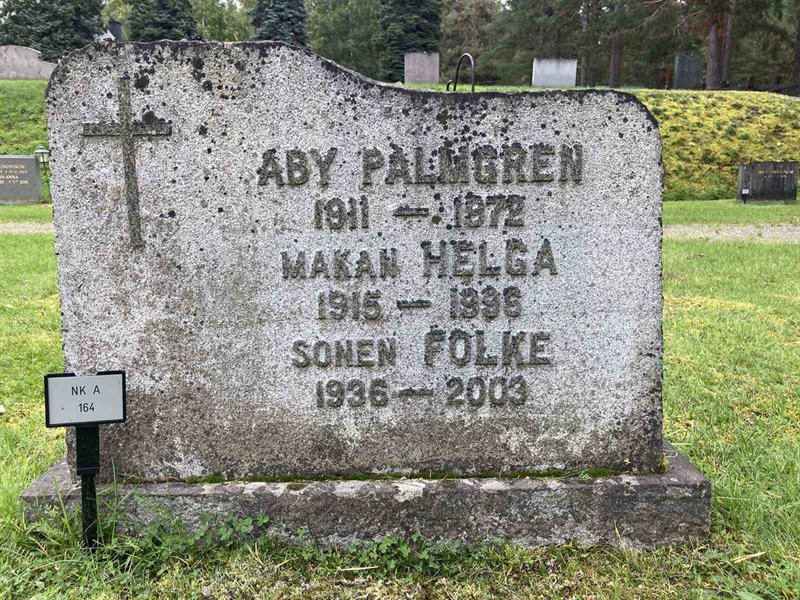 ABY PALMGREN
1911 – 1972
MAKAN HELGA
1915 – 1996
SONEN FOLKE
1936 – 2003
NK A
164